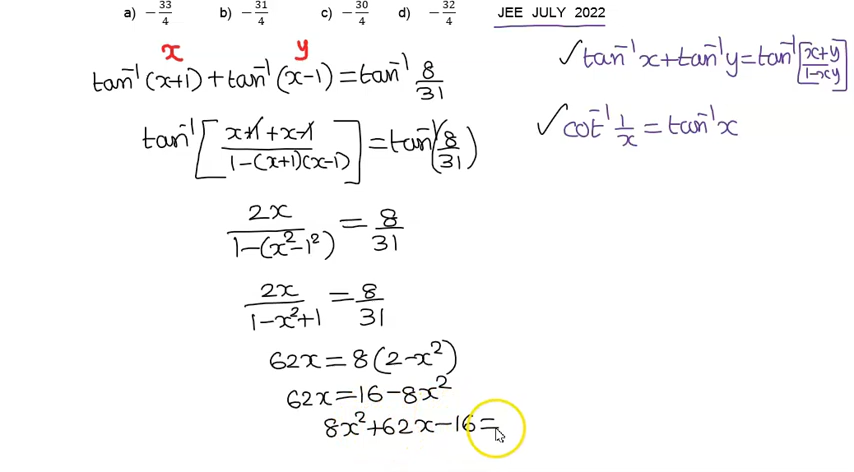 a) −33/4 b) −31/4 c) −30/4 d) −32/4 JEE JULY 2022
x y
tan⁻¹(x+1) + tan⁻¹(x−1) = tan⁻¹ 8/31
✓tan⁻¹x + tan⁻¹y = tan⁻¹[x+y/1−xy]
tan⁻¹[x+1+x−1/1−(x+1)(x−1)] = tan⁻¹(8/31)
✓cot⁻¹ 1/x = tan⁻¹x
2x/1−(x²−1²) = 8/31
2x/1−x²+1 = 8/31
62x = 8(2−x²)
62x = 16−8x²
8x²+62x−16=